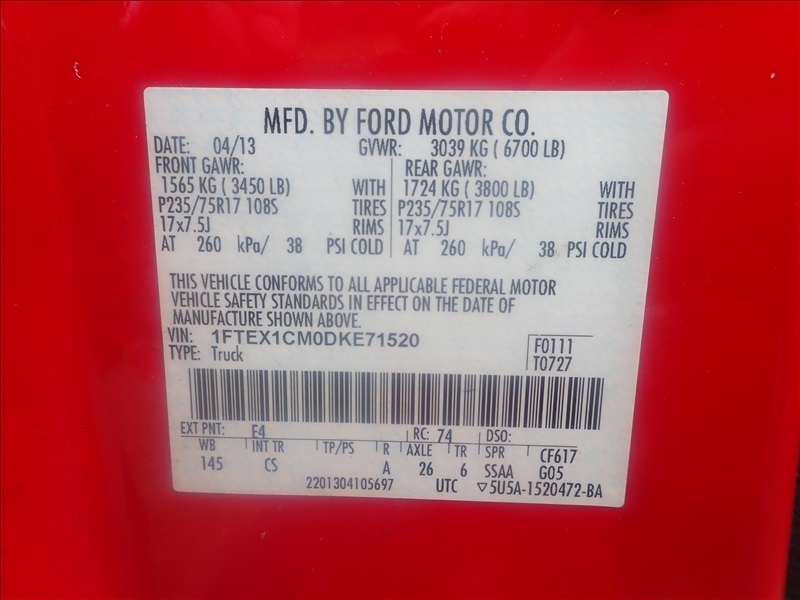 MFD. BY FORD MOTOR CO.
DATE: 04/13 GVWR: 3039 KG ( 6700 LB)
FRONT GAWR: REAR GAWR:
1565 KG ( 3450 LB) WITH 1724 KG ( 3800 LB) WITH
P235/75R17 108S TIRES P235/75R17 108S TIRES
17x7.5J RIMS 17x7.5J RIMS
AT 260 kPa/ 38 PSI COLD AT 260 kPa/ 38 PSI COLD
THIS VEHICLE CONFORMS TO ALL APPLICABLE FEDERAL MOTOR
VEHICLE SAFETY STANDARDS IN EFFECT ON THE DATE OF
MANUFACTURE SHOWN ABOVE.
VIN: 1FTEX1CM0DKE71520 F0111
TYPE: Truck T0727
EXT PNT: E4 RC: 74 DSO:
WB INT TR TP/PS R AXLE TR SPR CF617
145 CS A 26 6 SSAA G05
2201304105697 UTC ▽5U5A-1520472-BA